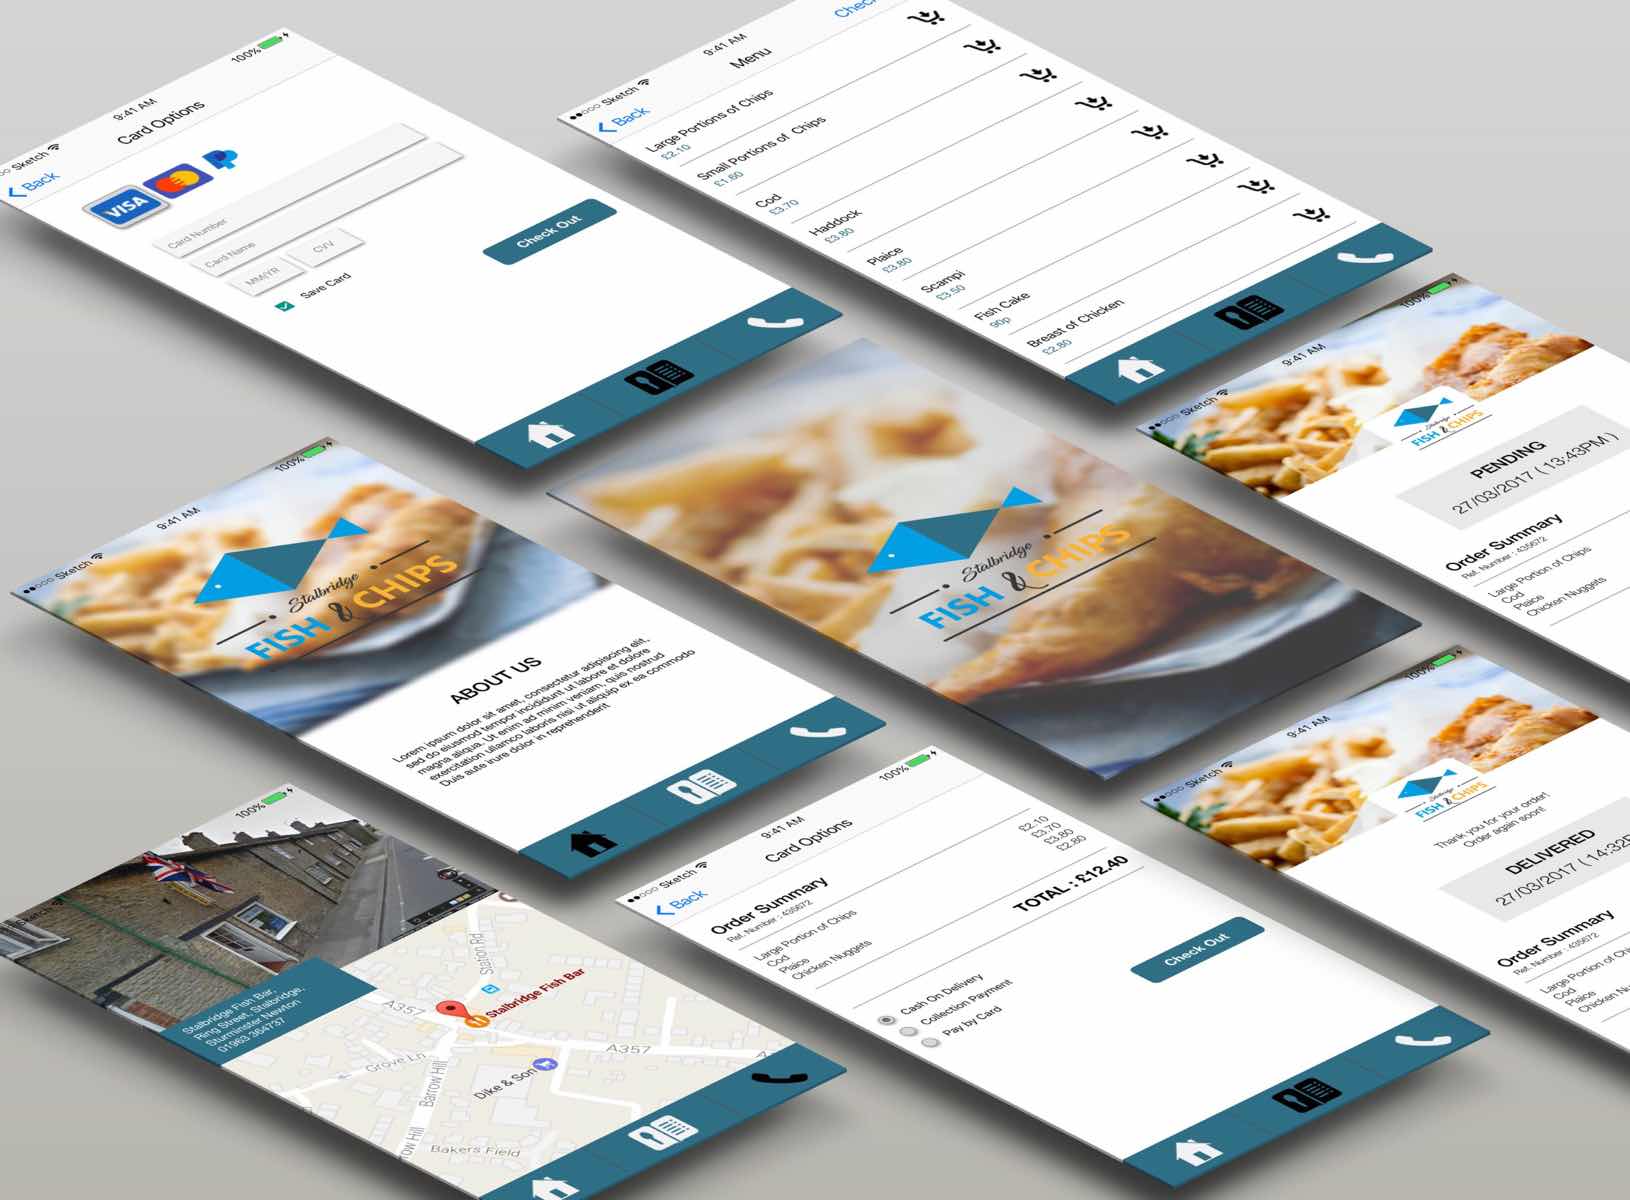 100%
9:41 AM
Sketch
Card Options
Back
VISA
Card Number
Card Name
MM/YR
CVV
Save Card
Check Out
9:41 AM
Sketch
Menu
Back
Large Portions of Chips
£2.10
Small Portions of Chips
£1.60
Cod
£3.70
Haddock
£3.80
Plaice
£3.80
Scampi
£3.50
Fish Cake
90p
Breast of Chicken
£2.80
100%
9:41 AM
Sketch
Stalbridge
FISH & CHIPS
PENDING
27/03/2017 ( 13:43PM )
Order Summary
Ref. Number : 435672
Large Portion of Chips
Cod
Plaice
Chicken Nuggets
100%
9:41 AM
Sketch
Stalbridge
FISH & CHIPS
ABOUT US
Lorem ipsum dolor sit amet, consectetur adipiscing elit,
sed do eiusmod tempor incididunt ut labore et dolore
magna aliqua. Ut enim ad minim veniam, quis nostrud
exercitation ullamco laboris nisi ut aliquip ex ea commodo
Duis aute irure dolor in reprehenderit
Stalbridge
FISH & CHIPS
100%
9:41 AM
Sketch
Stalbridge
FISH & CHIPS
Thank you for your order!
Order again soon!
DELIVERED
27/03/2017 ( 14:32
Order Summary
Ref. Number : 435672
Large Portion of
Cod
Plaice
Chicken
100%
Sketch
Stalbridge Fish Bar,
Ring Street, Stalbridge,
Sturminster Newton
01963 364737
Station Rd
Stalbridge Fish Bar
A357
A357
Grove Ln
Barrow Hill
Dike & Son
Bakers Field
100%
9:41 AM
Sketch
Card Options
Back
Order Summary
Ref. Number : 435672
Large Portion of Chips
£2.10
Cod
£3.70
Plaice
£3.80
Chicken Nuggets
£2.80
TOTAL : £12.40
Cash On Delivery
Collection Payment
Pay by Card
Check Out